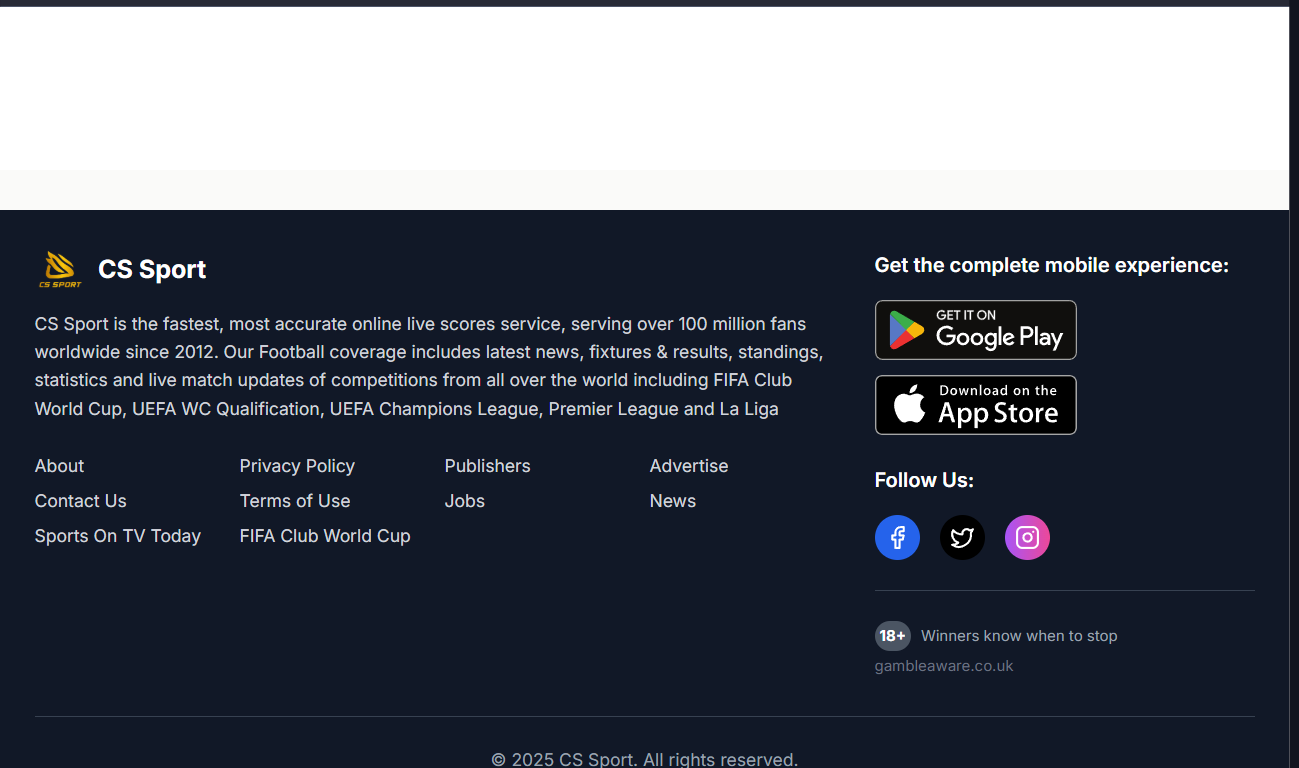 CS SPORT
CS Sport
CS Sport is the fastest, most accurate online live scores service, serving over 100 million fans
worldwide since 2012. Our Football coverage includes latest news, fixtures & results, standings,
statistics and live match updates of competitions from all over the world including FIFA Club
World Cup, UEFA WC Qualification, UEFA Champions League, Premier League and La Liga
About
Privacy Policy
Publishers
Advertise
Contact Us
Terms of Use
Jobs
News
Sports On TV Today
FIFA Club World Cup
Get the complete mobile experience:
GET IT ON
Google Play
Download on the
App Store
Follow Us:
18+ Winners know when to stop
gambleaware.co.uk
© 2025 CS Sport. All rights reserved.